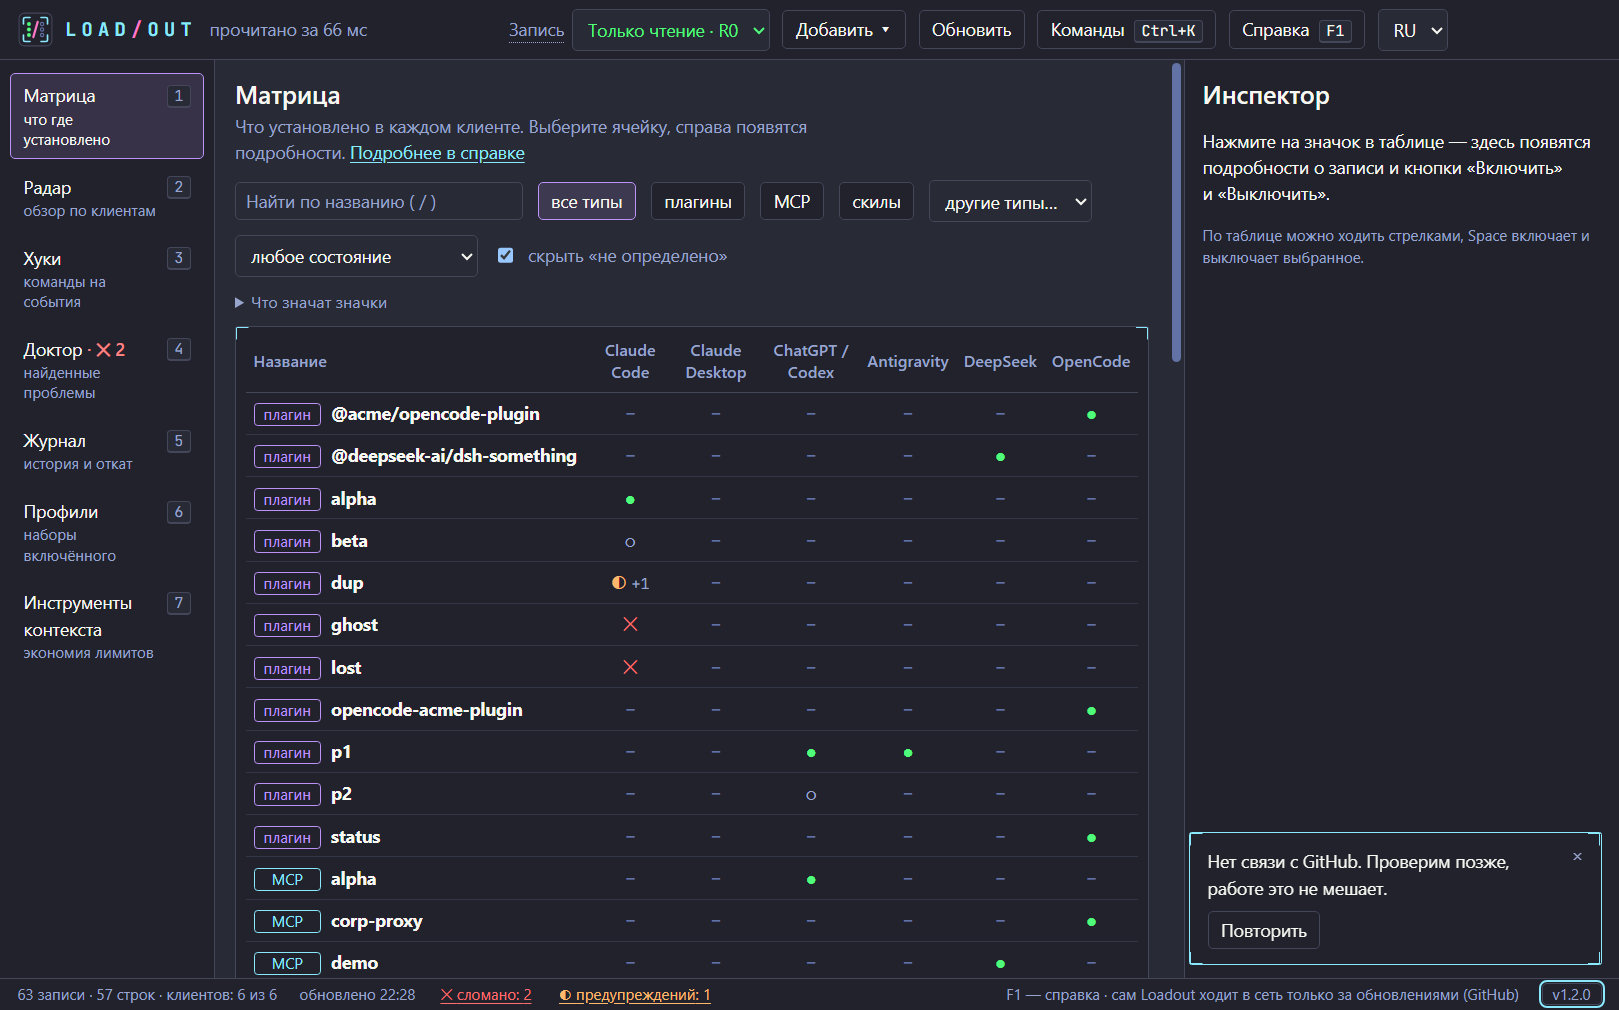 LOAD/OUT прочитано за 66 мс Запись Только чтение · R0 Добавить ▼ Обновить Команды Ctrl+K Справка F1 RU
Матрица 1
что где
установлено
Радар 2
обзор по клиентам
Хуки 3
команды на
события
Доктор · ✕ 2 4
найденные
проблемы
Журнал 5
история и откат
Профили 6
наборы
включённого
Инструменты 7
контекста
экономия лимитов
Матрица
Что установлено в каждом клиенте. Выберите ячейку, справа появятся
подробности. Подробнее в справке
Найти по названию ( / ) все типы плагины MCP скилы другие типы...
любое состояние скрыть «не определено»
▶ Что значат значки
Название Claude Code Claude Desktop ChatGPT / Codex Antigravity DeepSeek OpenCode
плагин @acme/opencode-plugin – – – – – ●
плагин @deepseek-ai/dsh-something – – – – ● –
плагин alpha ● – – – – –
плагин beta ○ – – – – –
плагин dup ◐ +1 – – – – –
плагин ghost ✕ – – – – –
плагин lost ✕ – – – – –
плагин opencode-acme-plugin – – – – – ●
плагин p1 – – ● ● – –
плагин p2 – – ○ – – –
плагин status – – – – – ●
MCP alpha – – ● – – –
MCP corp-proxy – – – – – ●
MCP demo – – – – ● –
Инспектор
Нажмите на значок в таблице — здесь появятся
подробности о записи и кнопки «Включить»
и «Выключить».
По таблице можно ходить стрелками, Space включает и
выключает выбранное.
Нет связи с GitHub. Проверим позже, ×
работе это не мешает.
Повторить
63 записи · 57 строк · клиентов: 6 из 6 обновлено 22:28 ✕ сломано: 2 ◐ предупреждений: 1 F1 — справка · сам Loadout ходит в сеть только за обновлениями (GitHub) v1.2.0